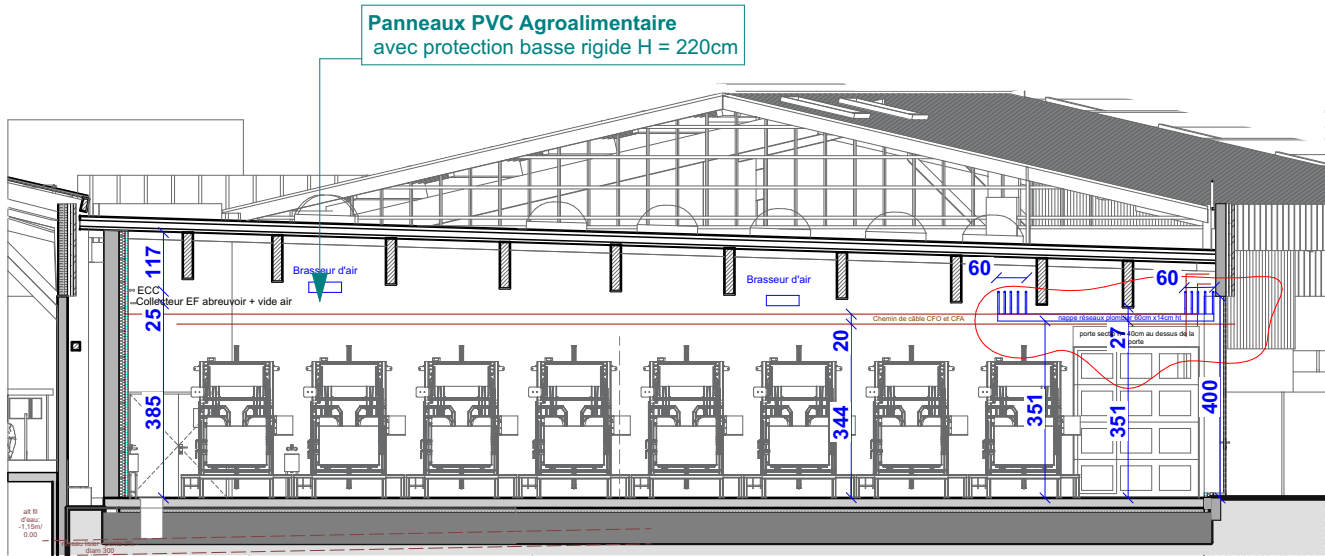 Panneaux PVC Agroalimentaire
avec protection basse rigide H = 220cm
117
Brasseur d'air
Brasseur d'air
60
60
ECC
Collecteur EF abreuvoir + vide air
25
Chemin de câble CFO et CFA
nappe réseaux plombier 60cm x14cm ht
20
27
porte 40cm au dessus de la
porte
385
344
351
351
400
alt fil
d'eau:
-1,15m/
0.00
diam 300